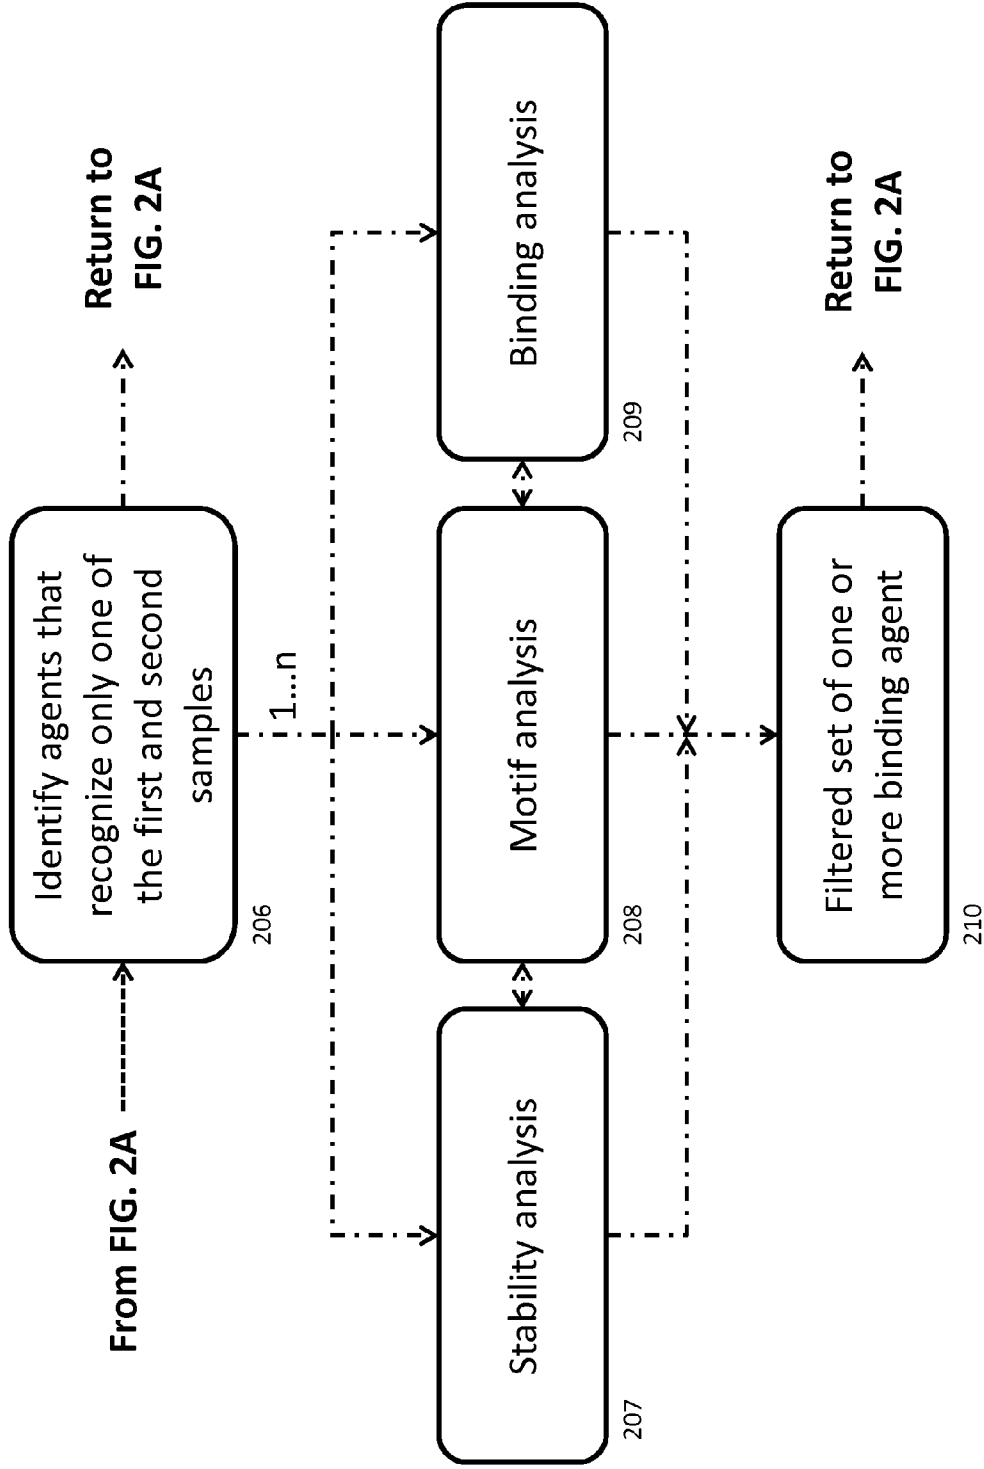 From FIG. 2A
Identify agents that
recognize only one of
the first and second
samples
206
Return to
FIG. 2A
1...n
Stability analysis
207
Motif analysis
208
Binding analysis
209
Filtered set of one or
more binding agent
210
Return to
FIG. 2A